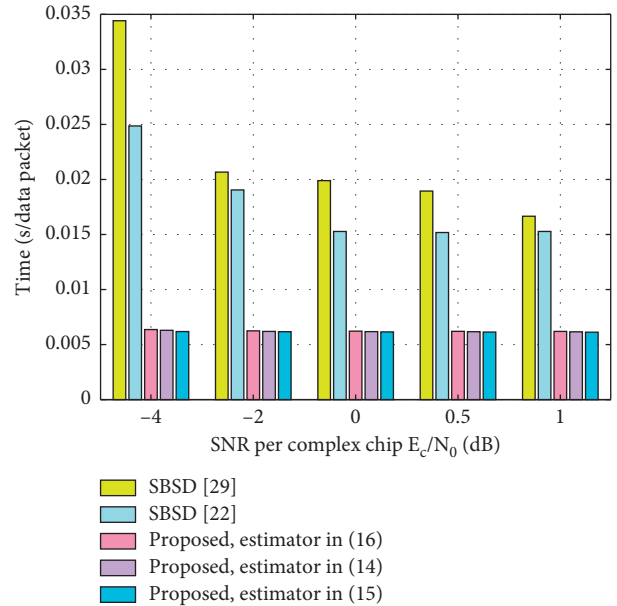 0.035
0.03
0.025
0.02
0.015
0.01
0.005
0
Time (s/data packet)
–4 –2 0 0.5 1
SNR per complex chip E_c/N_0 (dB)
SBSD [29]
SBSD [22]
Proposed, estimator in (16)
Proposed, estimator in (14)
Proposed, estimator in (15)